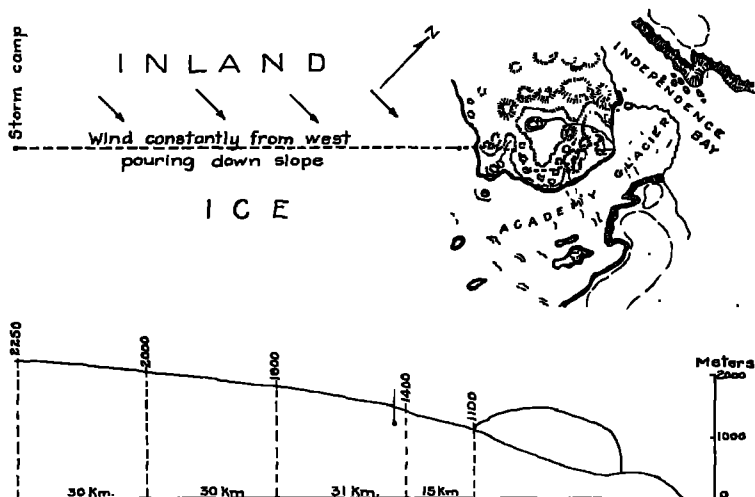 Storm camp
INLAND
N
Wind constantly from west
pouring down slope
ICE
INDEPENDENCE
BAY
ACADEMY GLACIER
2250
2000
1800
1400
1100
Meters
2000
1000
0
30 Km.
30 Km
31 Km.
15 km